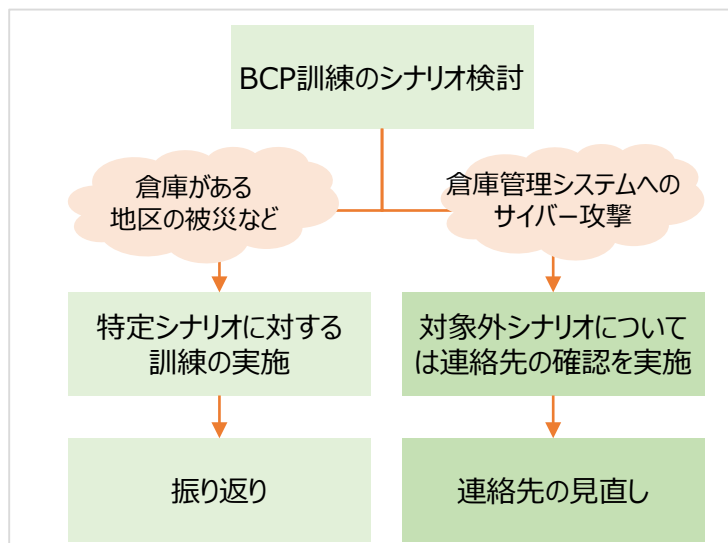 BCP訓練のシナリオ検討
倉庫がある
地区の被災など
倉庫管理システムへの
サイバー攻撃
特定シナリオに対する
訓練の実施
対象外シナリオについて
は連絡先の確認を実施
振り返り
連絡先の見直し